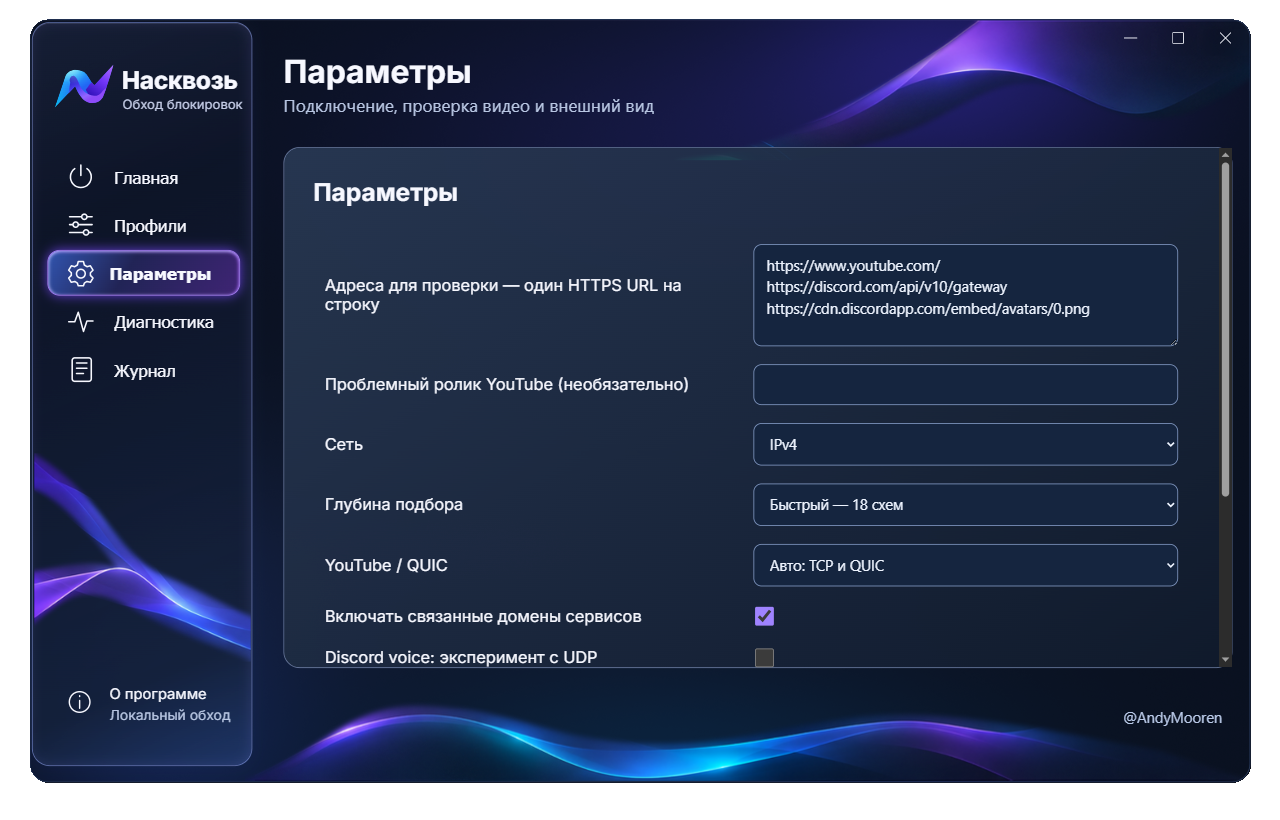 Насквозь
Обход блокировок
Главная
Профили
Параметры
Диагностика
Журнал
О программе
Локальный обход
Параметры
Подключение, проверка видео и внешний вид
Параметры
Адреса для проверки — один HTTPS URL на
строку
https://www.youtube.com/
https://discord.com/api/v10/gateway
https://cdn.discordapp.com/embed/avatars/0.png
Проблемный ролик YouTube (необязательно)
Сеть
IPv4
Глубина подбора
Быстрый — 18 схем
YouTube / QUIC
Авто: TCP и QUIC
Включать связанные домены сервисов
Discord voice: эксперимент с UDP
@AndyMooren